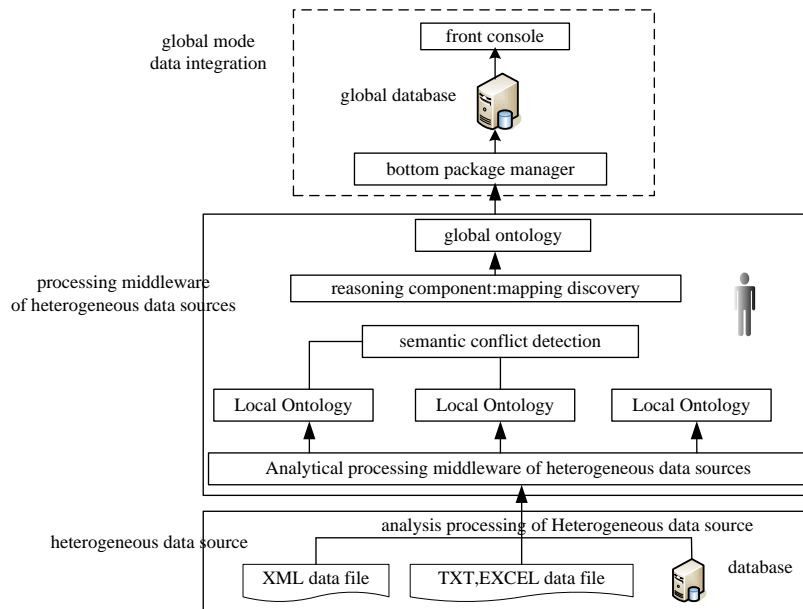 front console
global mode
data integration
global database
bottom package manager
global ontology
processing middleware
of heterogeneous data sources
reasoning component:mapping discovery
semantic conflict detection
Local Ontology
Local Ontology
Local Ontology
Analytical processing middleware of heterogeneous data sources
analysis processing of Heterogeneous data source
heterogeneous data source
XML data file
TXT,EXCEL data file
database